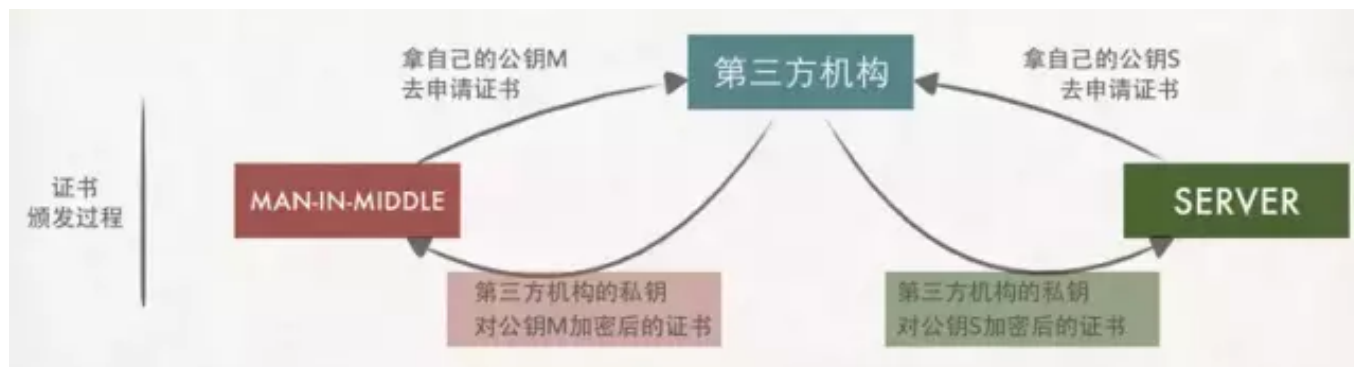 拿自己的公钥M
去申请证书
第三方机构
拿自己的公钥S
去申请证书
证书
颁发过程
MAN-IN-MIDDLE
SERVER
第三方机构的私钥
对公钥M加密后的证书
第三方机构的私钥
对公钥S加密后的证书